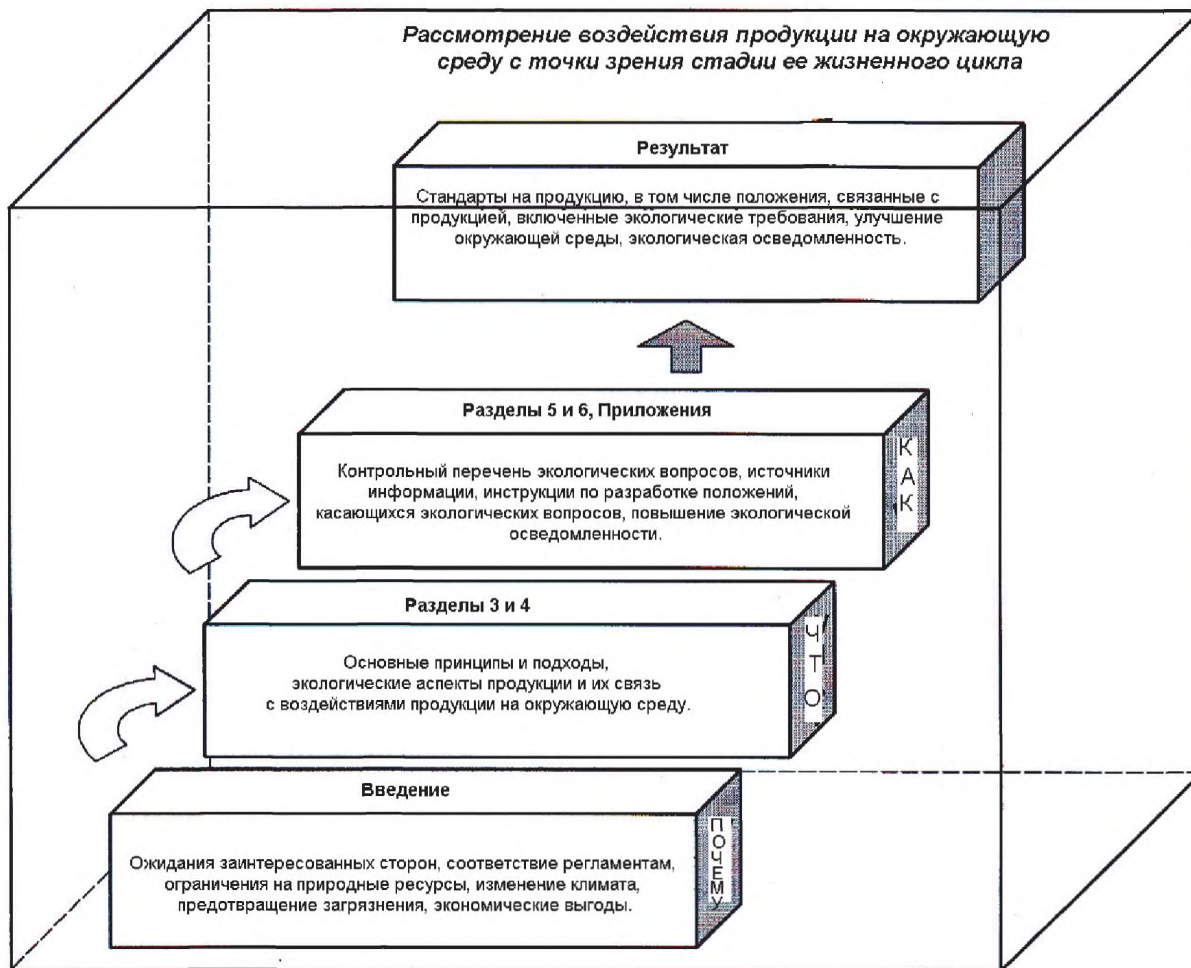 Рассмотрение воздействия продукции на окружающую
среду с точки зрения стадии ее жизненного цикла
Результат
Стандарты на продукцию, в том числе положения, связанные с
продукцией, включенные экологические требования, улучшение
окружающей среды, экологическая осведомленность.
Разделы 5 и 6, Приложения
Контрольный перечень экологических вопросов, источники
информации, инструкции по разработке положений,
касающихся экологических вопросов, повышение экологической
осведомленности.
КАК
Разделы 3 и 4
Основные принципы и подходы,
экологические аспекты продукции и их связь
с воздействиями продукции на окружающую среду.
ЧТО
Введение
Ожидания заинтересованных сторон, соответствие регламентам,
ограничения на природные ресурсы, изменение климата,
предотвращение загрязнения, экономические выгоды.
ПОЧЕМУ